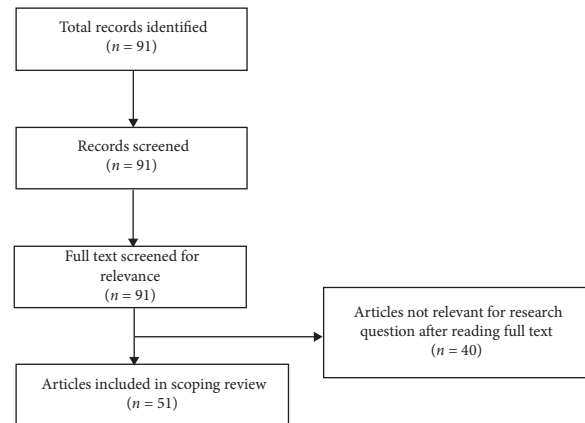 Total records identified
(n = 91)
Records screened
(n = 91)
Full text screened for
relevance
(n = 91)
Articles not relevant for research
question after reading full text
(n = 40)
Articles included in scoping review
(n = 51)